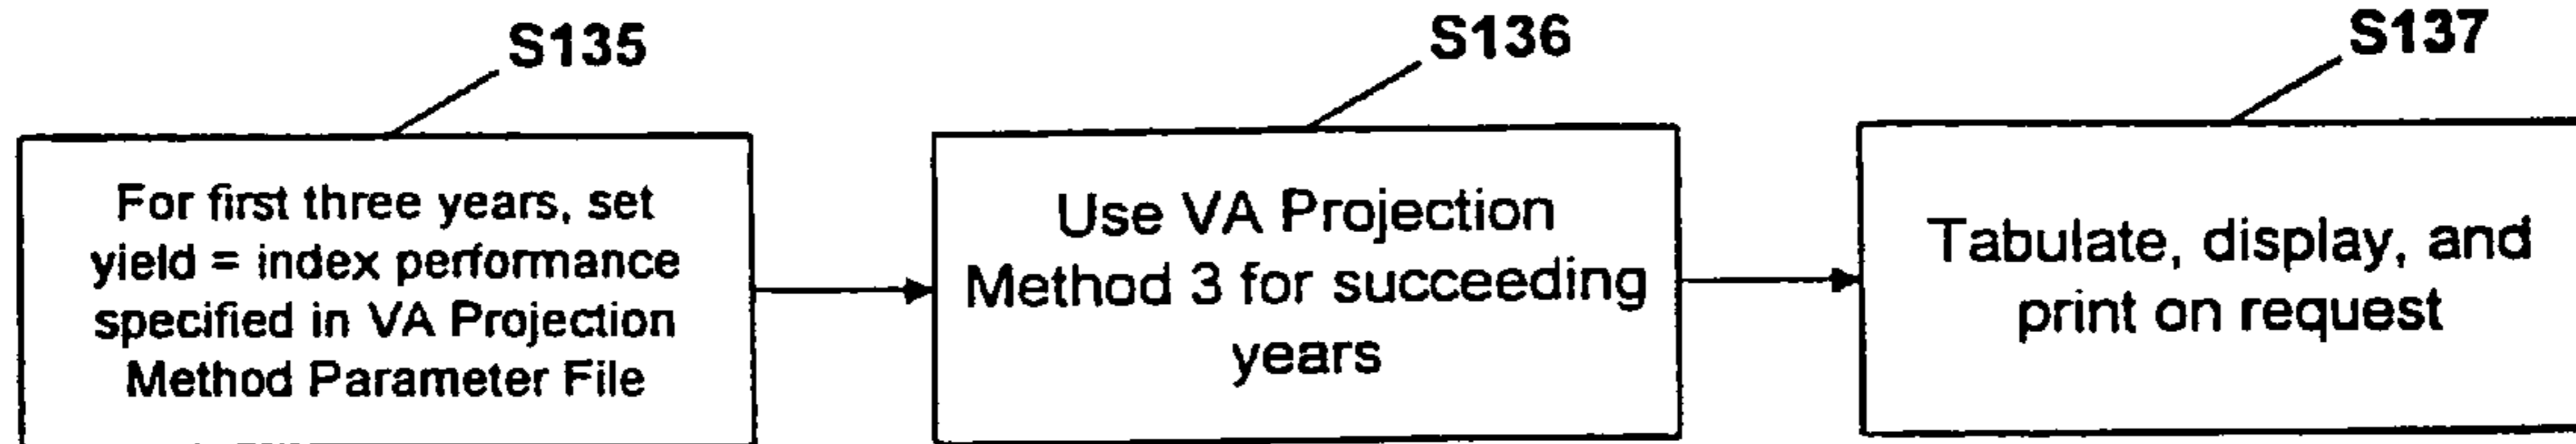 S135
S136
S137
For first three years, set
yield = index performance
specified in VA Projection
Method Parameter File
Use VA Projection
Method 3 for succeeding
years
Tabulate, display, and
print on request